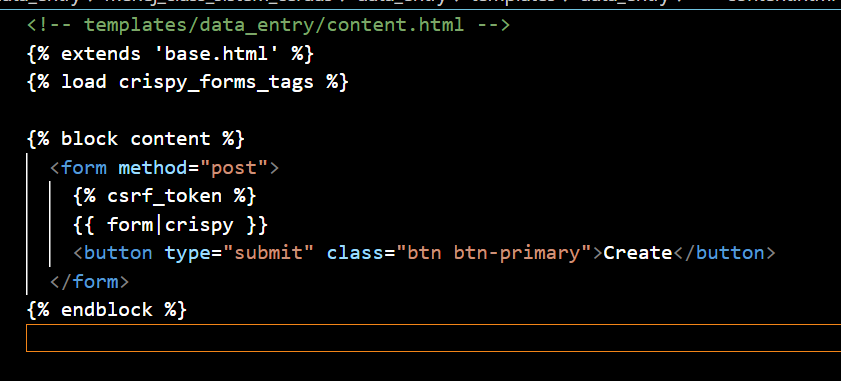 <!-- templates/data_entry/content.html -->
{% extends 'base.html' %}
{% load crispy_forms_tags %}
{% block content %}
<form method="post">
{% csrf_token %}
{{ form|crispy }}
<button type="submit" class="btn btn-primary">Create</button>
</form>
{% endblock %}